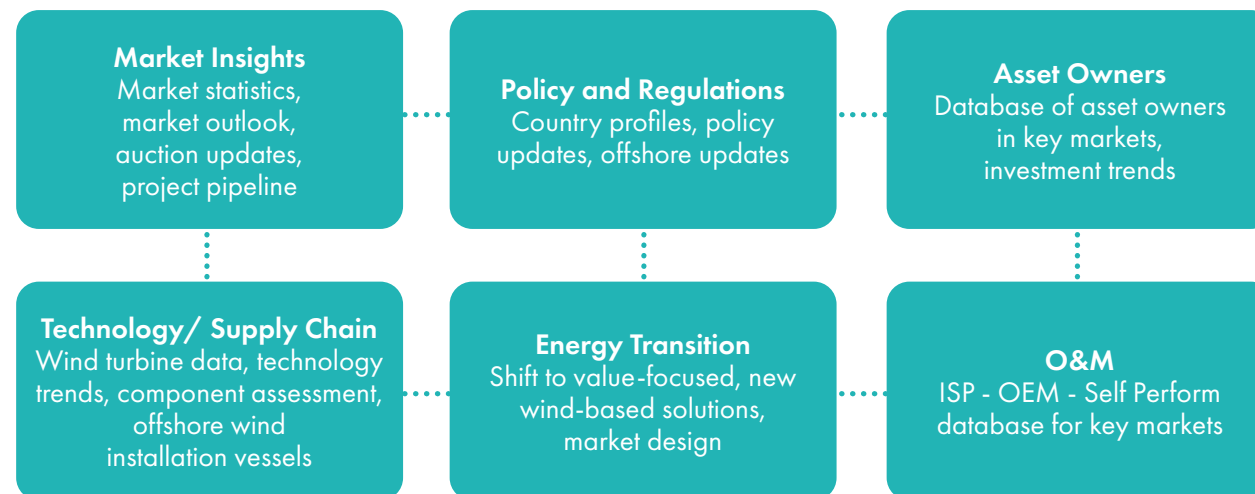 Market Insights
Market statistics,
market outlook,
auction updates,
project pipeline
Policy and Regulations
Country profiles, policy
updates, offshore updates
Asset Owners
Database of asset owners
in key markets,
investment trends
Technology/ Supply Chain
Wind turbine data, technology
trends, component assessment,
offshore wind
installation vessels
Energy Transition
Shift to value-focused, new
wind-based solutions,
market design
O&M
ISP - OEM - Self Perform
database for key markets